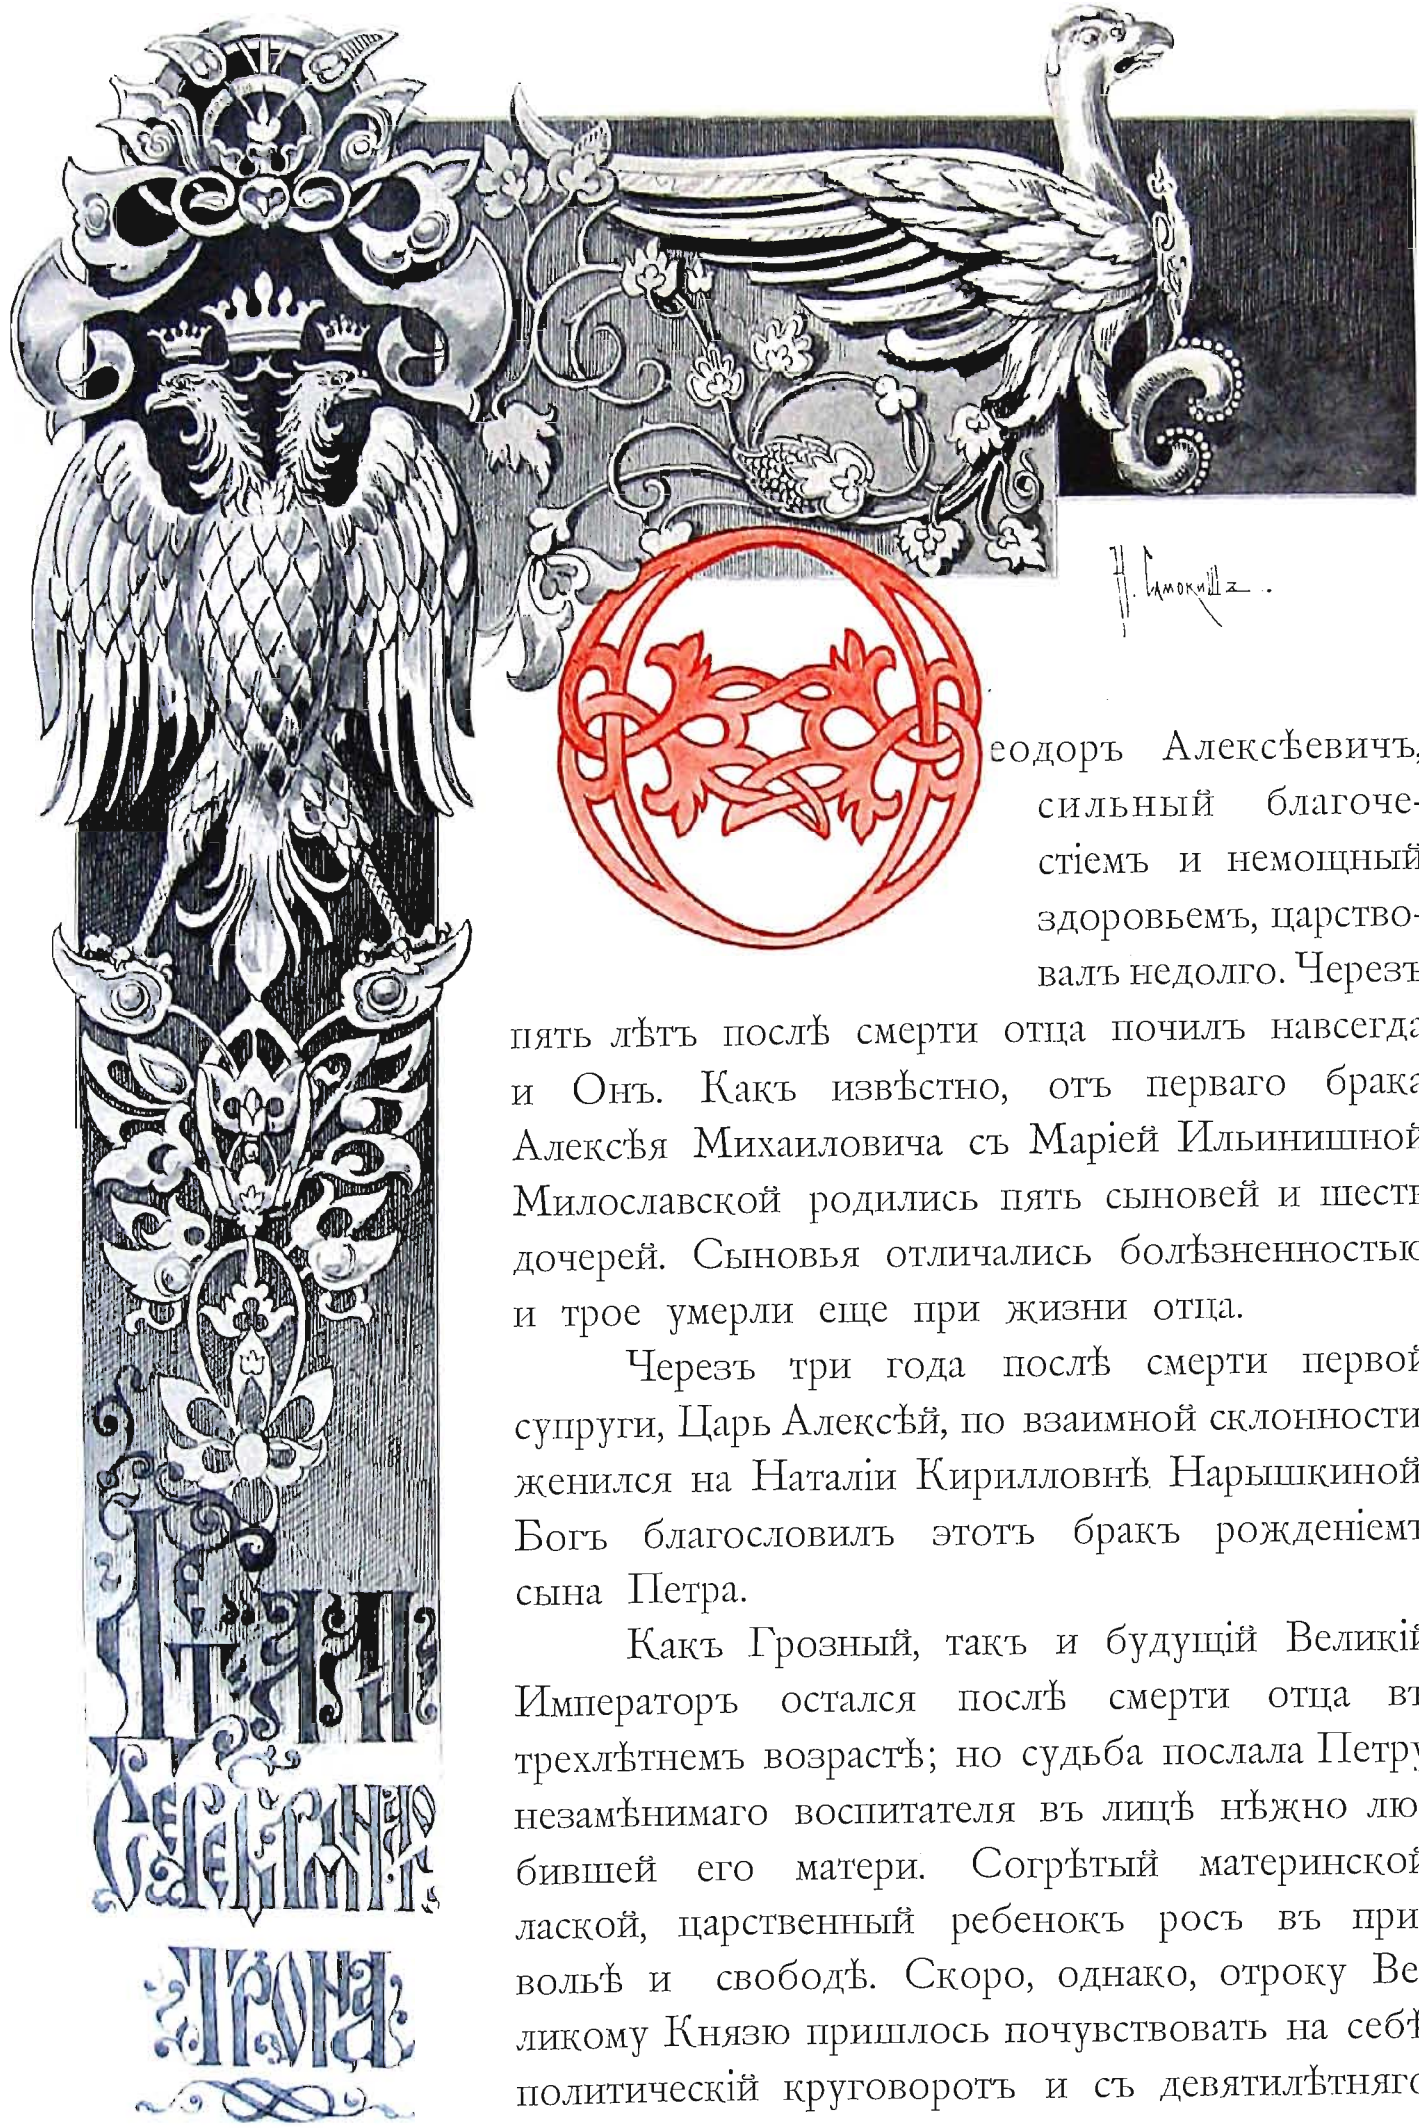 Н. Самокишъ.
Ѳеодоръ Алексѣевичъ,
сильный благоче-
стіемъ и немощный
здоровьемъ, царство-
валъ недолго. Черезъ
пять лѣтъ послѣ смерти отца почилъ навсегда
и Онъ. Какъ извѣстно, отъ перваго брака
Алексѣя Михаиловича съ Маріей Ильинишной
Милославской родились пять сыновей и шесть
дочерей. Сыновья отличались болѣзненностью
и трое умерли еще при жизни отца.
Черезъ три года послѣ смерти первой
супруги, Царь Алексѣй, по взаимной склонности
женился на Наталіи Кирилловнѣ Нарышкиной
Богъ благословилъ этотъ бракъ рожденіемъ
сына Петра.
Какъ Грозный, такъ и будущій Великій
Императоръ остался послѣ смерти отца въ
трехлѣтнемъ возрастѣ; но судьба послала Петру
незамѣнимаго воспитателя въ лицѣ нѣжно лю-
бившей его матери. Согрѣтый материнской
лаской, царственный ребенокъ росъ въ при-
вольѣ и свободѣ. Скоро, однако, отроку Ве-
ликому Князю пришлось почувствовать на себѣ
политическій круговоротъ и съ девятилѣтняго
Трона